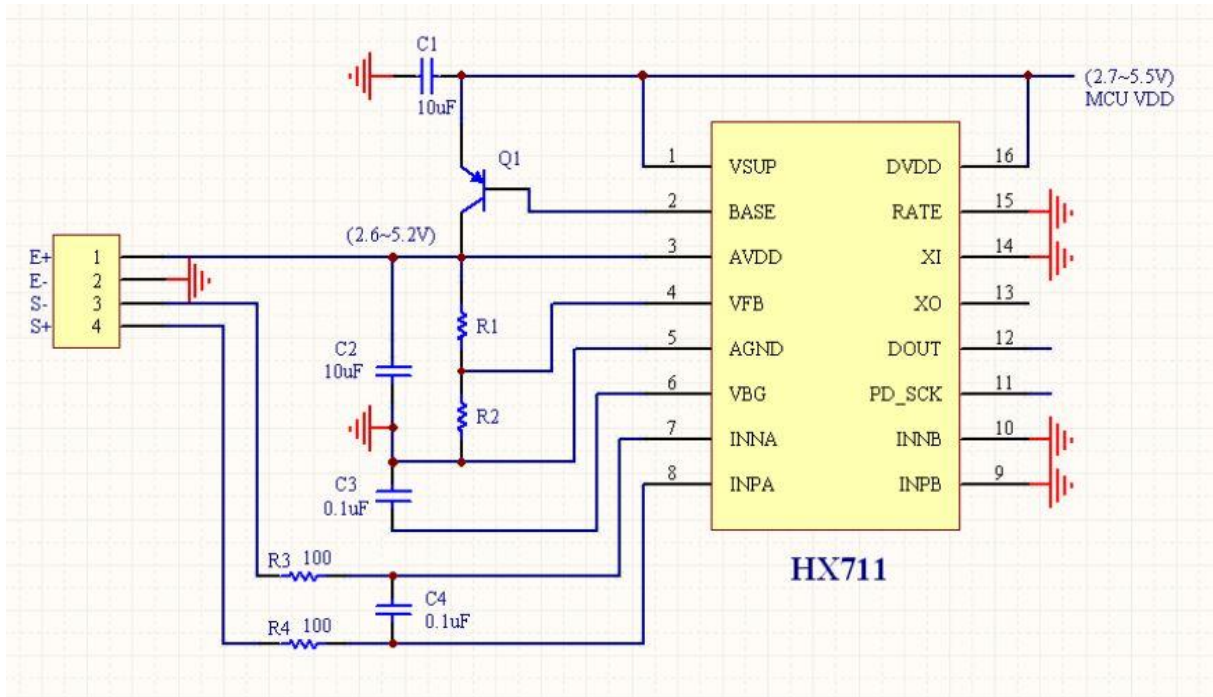 C1
10uF
(2.7~5.5V)
MCU VDD
Q1
1 VSUP DVDD 16
2 BASE RATE 15
(2.6~5.2V)
3 AVDD XI 14
4 VFB XO 13
5 AGND DOUT 12
6 VBG PD_SCK 11
7 INNA INNB 10
8 INPA INPB 9
HX711
E+ 1
E- 2
S- 3
S+ 4
R1
C2
10uF
R2
C3
0.1uF
R3 100
C4
0.1uF
R4 100